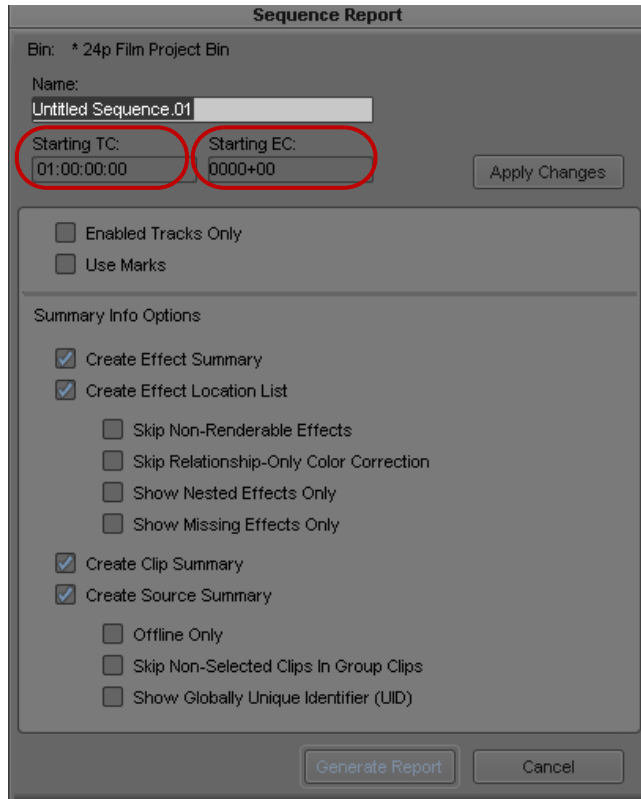 Sequence Report
Bin: * 24p Film Project Bin
Name:
Untitled Sequence.01
Starting TC: Starting EC:
01:00:00:00 0000+00 Apply Changes
Enabled Tracks Only
Use Marks
Summary Info Options
Create Effect Summary
Create Effect Location List
Skip Non-Renderable Effects
Skip Relationship-Only Color Correction
Show Nested Effects Only
Show Missing Effects Only
Create Clip Summary
Create Source Summary
Offline Only
Skip Non-Selected Clips In Group Clips
Show Globally Unique Identifier (UID)
Generate Report Cancel